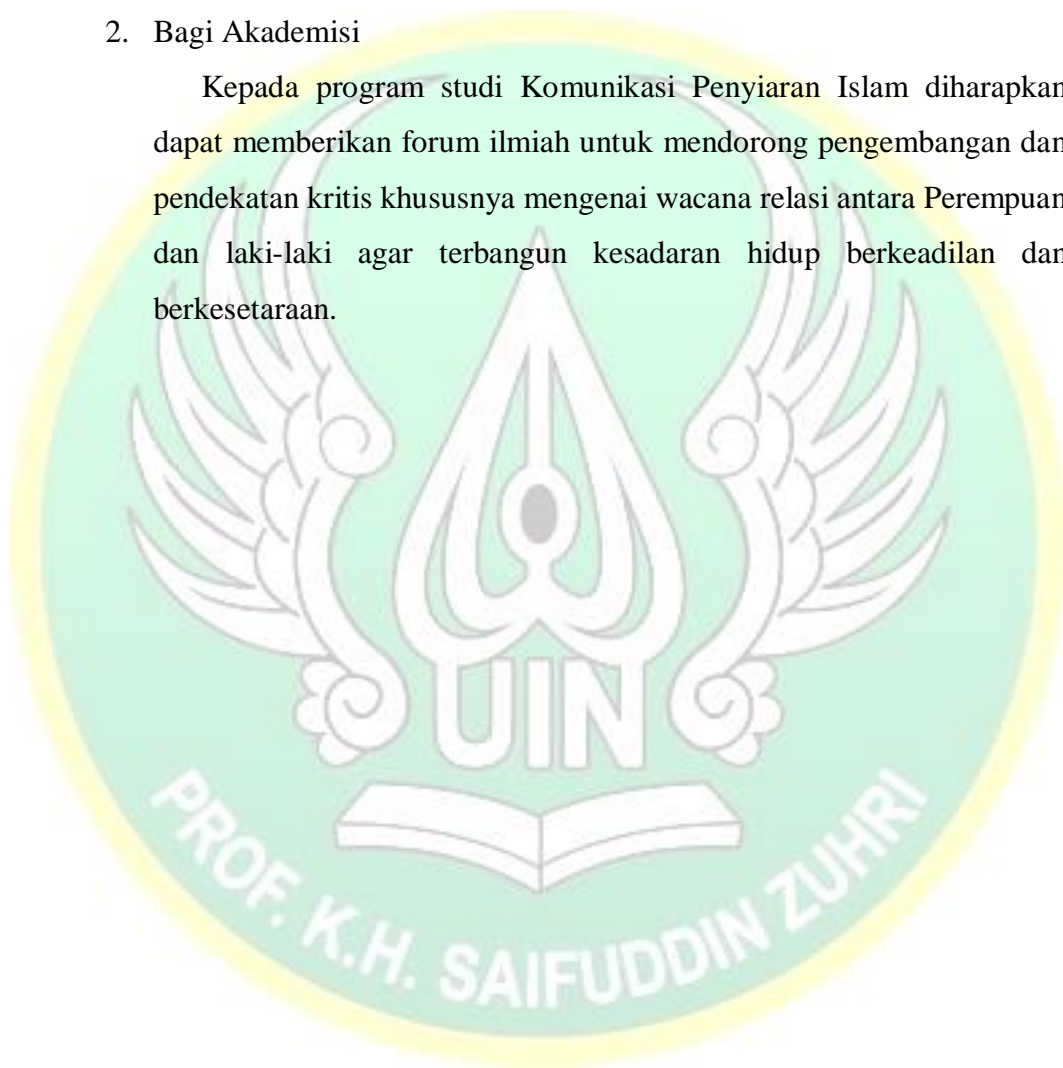 2. Bagi Akademisi
Kepada program studi Komunikasi Penyiaran Islam diharapkan
dapat memberikan forum ilmiah untuk mendorong pengembangan dan
pendekatan kritis khususnya mengenai wacana relasi antara Perempuan
dan laki-laki agar terbangun kesadaran hidup berkeadilan dan
berkesetaraan.
UIN
PROF. K.H. SAIFUDDIN ZUHRI